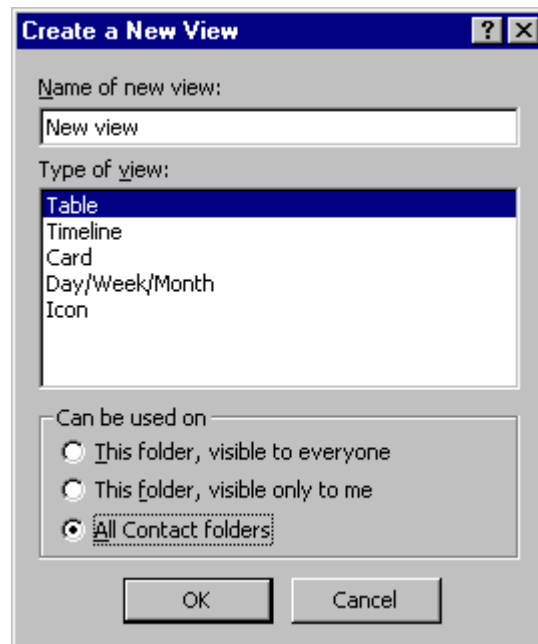 Create a New View
Name of new view:
New view
Type of view:
Table
Timeline
Card
Day/Week/Month
Icon
Can be used on
This folder, visible to everyone
This folder, visible only to me
All Contact folders
OK Cancel